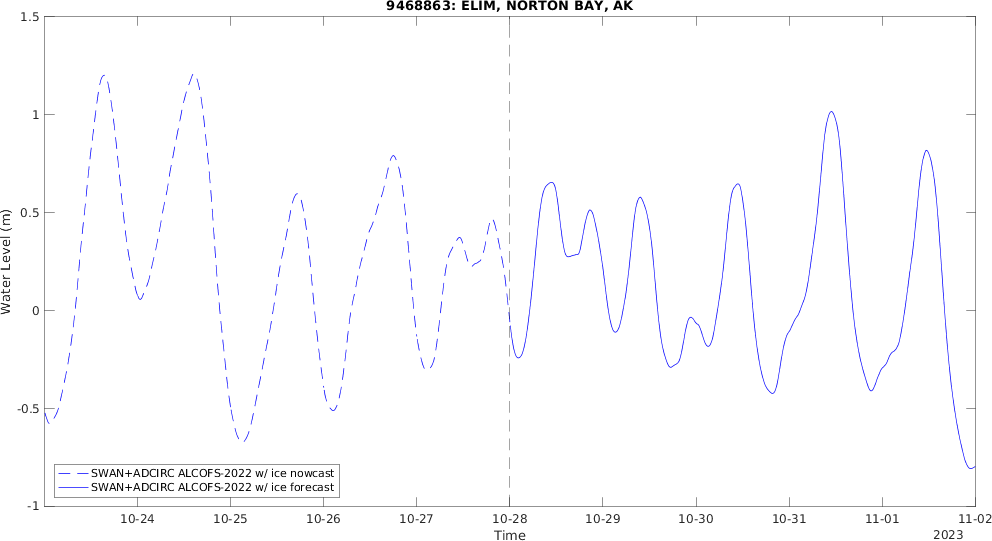 9468863: ELIM, NORTON BAY, AK
1.5
1
0.5
0
-0.5
-1
Water Level (m)
SWAN+ADCIRC ALCOFS-2022 w/ ice nowcast
SWAN+ADCIRC ALCOFS-2022 w/ ice forecast
10-24 10-25 10-26 10-27 10-28 10-29 10-30 10-31 11-01 11-02
Time
2023